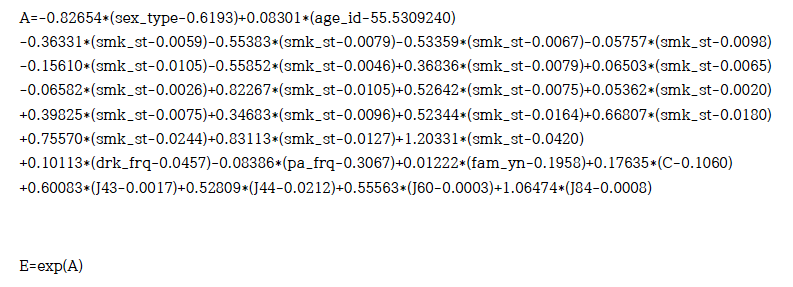 A=-0.82654*(sex_type-0.6193)+0.08301*(age_id-55.5309240)
-0.36331*(smk_st-0.0059)-0.55383*(smk_st-0.0079)-0.53359*(smk_st-0.0067)-0.05757*(smk_st-0.0098)
-0.15610*(smk_st-0.0105)-0.55852*(smk_st-0.0046)+0.36836*(smk_st-0.0079)+0.06503*(smk_st-0.0065)
-0.06582*(smk_st-0.0026)+0.82267*(smk_st-0.0105)+0.52642*(smk_st-0.0075)+0.05362*(smk_st-0.0020)
+0.39825*(smk_st-0.0075)+0.34683*(smk_st-0.0096)+0.52344*(smk_st-0.0164)+0.66807*(smk_st-0.0180)
+0.75570*(smk_st-0.0244)+0.83113*(smk_st-0.0127)+1.20331*(smk_st-0.0420)
+0.10113*(drk_frq-0.0457)-0.08386*(pa_frq-0.3067)+0.01222*(fam_yn-0.1958)+0.17635*(C-0.1060)
+0.60083*(J43-0.0017)+0.52809*(J44-0.0212)+0.55563*(J60-0.0003)+1.06474*(J84-0.0008)
E=exp(A)